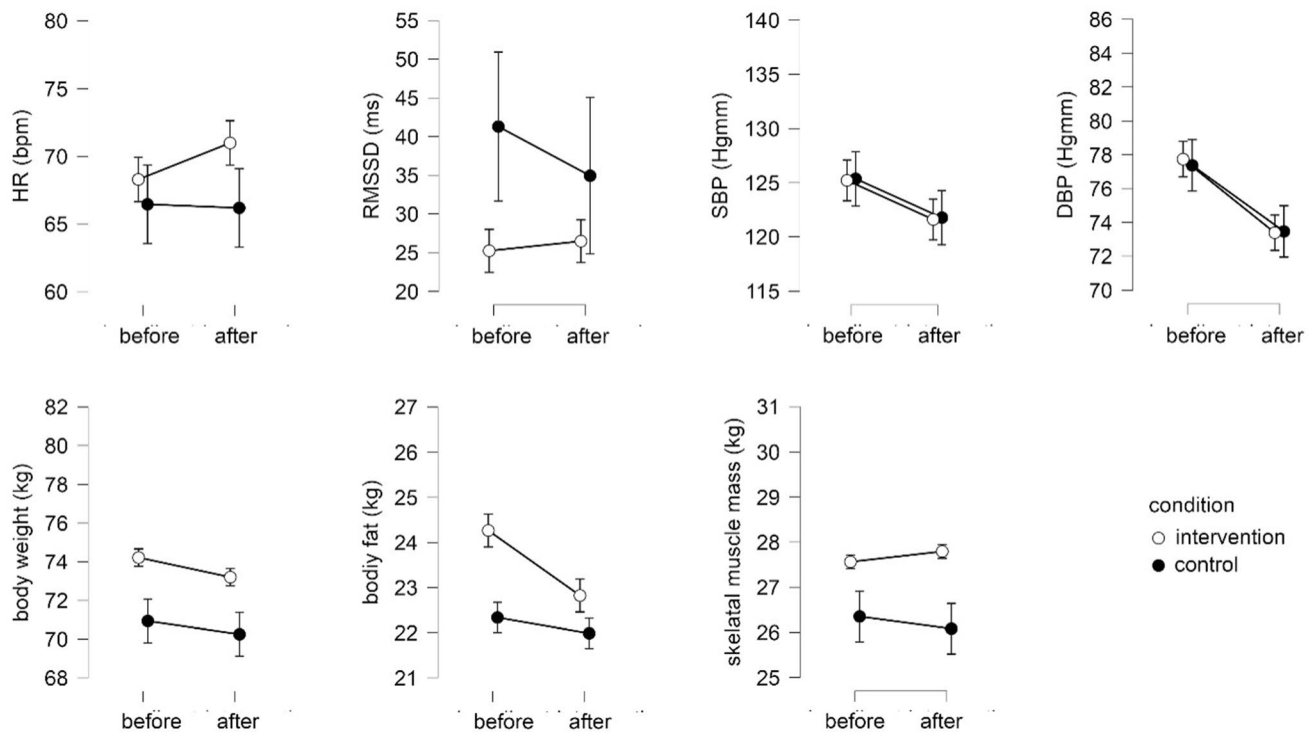 HR (bpm)
80
75
70
65
60
before after
RMSSD (ms)
55
50
45
40
35
30
25
20
before after
SBP (Hgmm)
140
135
130
125
120
115
before after
DBP (Hgmm)
86
84
82
80
78
76
74
72
70
before after
body weight (kg)
82
80
78
76
74
72
70
68
before after
bodiy fat (kg)
27
26
25
24
23
22
21
before after
skelatal muscle mass (kg)
31
30
29
28
27
26
25
before after
condition
intervention
control